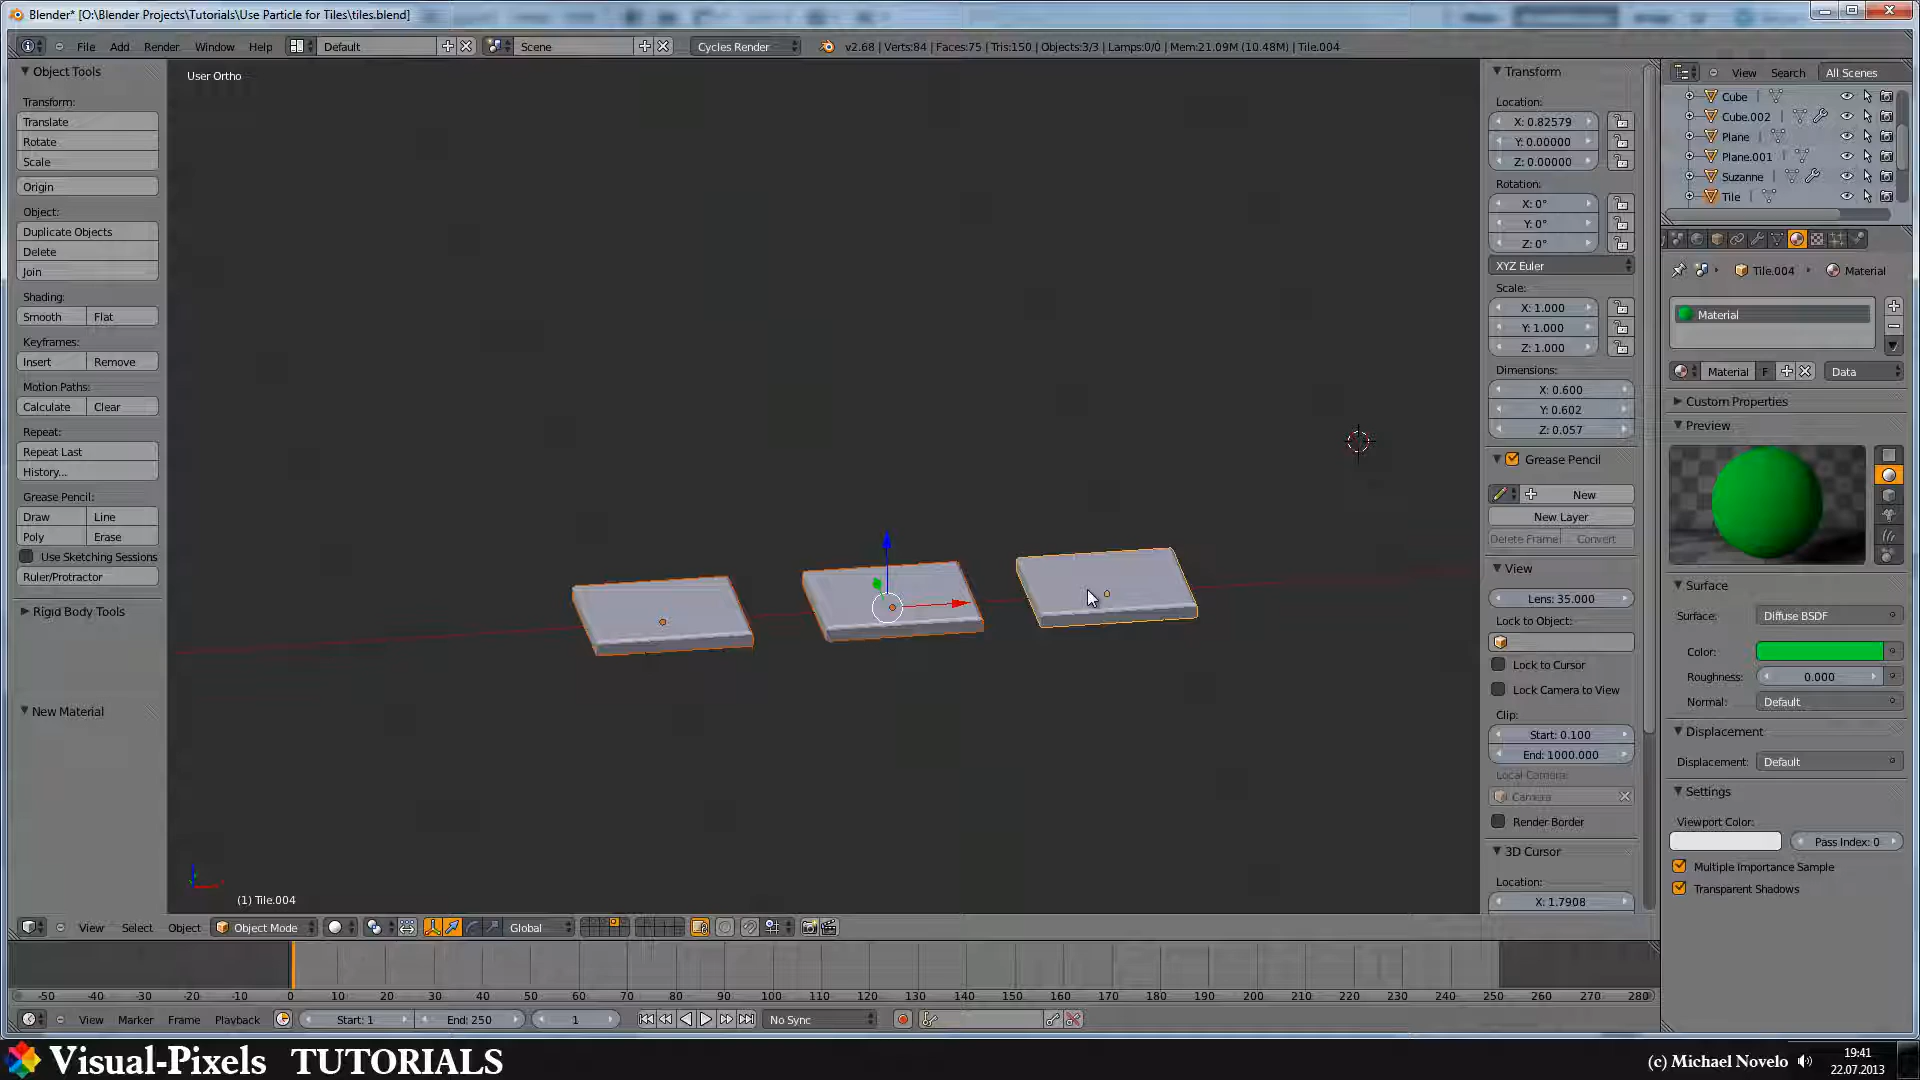 Blender* [O:\Blender Projects\Tutorials\Use Particle for Tiles\tiles.blend]
File Add Render Window Help Default Scene Cycles Render v2.68 | Verts:84 | Faces:75 | Tris:150 | Objects:3/3 | Lamps:0/0 | Mem:21.09M (10.48M) | Tile.004
Object Tools
Transform:
Translate
Rotate
Scale
Origin
Object:
Duplicate Objects
Delete
Join
Shading:
Smooth Flat
Keyframes:
Insert Remove
Motion Paths:
Calculate Clear
Repeat:
Repeat Last
History...
Grease Pencil:
Draw Line
Poly Erase
Use Sketching Sessions
Ruler/Protractor
Rigid Body Tools
New Material
User Ortho
(1) Tile.004
Transform
Location:
X: 0.82579
Y: 0.00000
Z: 0.00000
Rotation:
X: 0°
Y: 0°
Z: 0°
XYZ Euler
Scale:
X: 1.000
Y: 1.000
Z: 1.000
Dimensions:
X: 0.600
Y: 0.602
Z: 0.057
Grease Pencil
New
New Layer
Delete Frame Convert
View
Lens: 35.000
Lock to Object:
Lock to Cursor
Lock Camera to View
Clip:
Start: 0.100
End: 1000.000
Local Camera:
Camera
Render Border
3D Cursor
Location:
X: 1.7908
View Search All Scenes
Cube
Cube.002
Plane
Plane.001
Suzanne
Tile
Tile.004 Material
Material
Material F Data
Custom Properties
Preview
Surface
Surface: Diffuse BSDF
Color:
Roughness: 0.000
Normal: Default
Displacement
Displacement: Default
Settings
Viewport Color:
Pass Index: 0
Multiple Importance Sample
Transparent Shadows
View Select Object Object Mode Global
-50 -40 -30 -20 -10 0 10 20 30 40 50 60 70 80 90 100 110 120 130 140 150 160 170 180 190 200 210 220 230 240 250 260 270 280
View Marker Frame Playback Start: 1 End: 250 1 No Sync
Visual-Pixels TUTORIALS
(c) Michael Novelo
19:41
22.07.2013